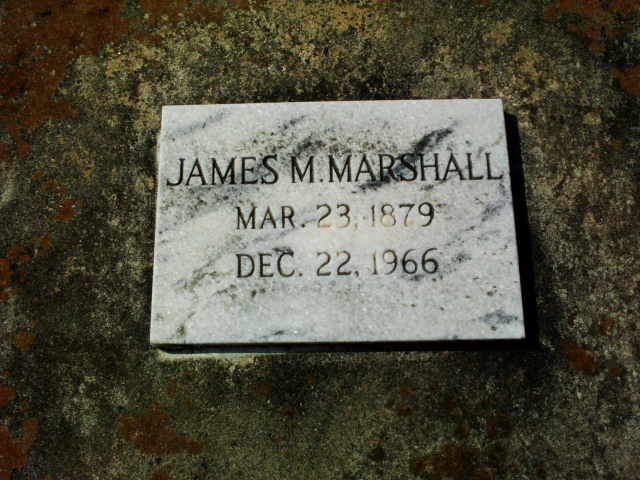 JAMES M. MARSHALL
MAR. 23, 1879
DEC. 22, 1966